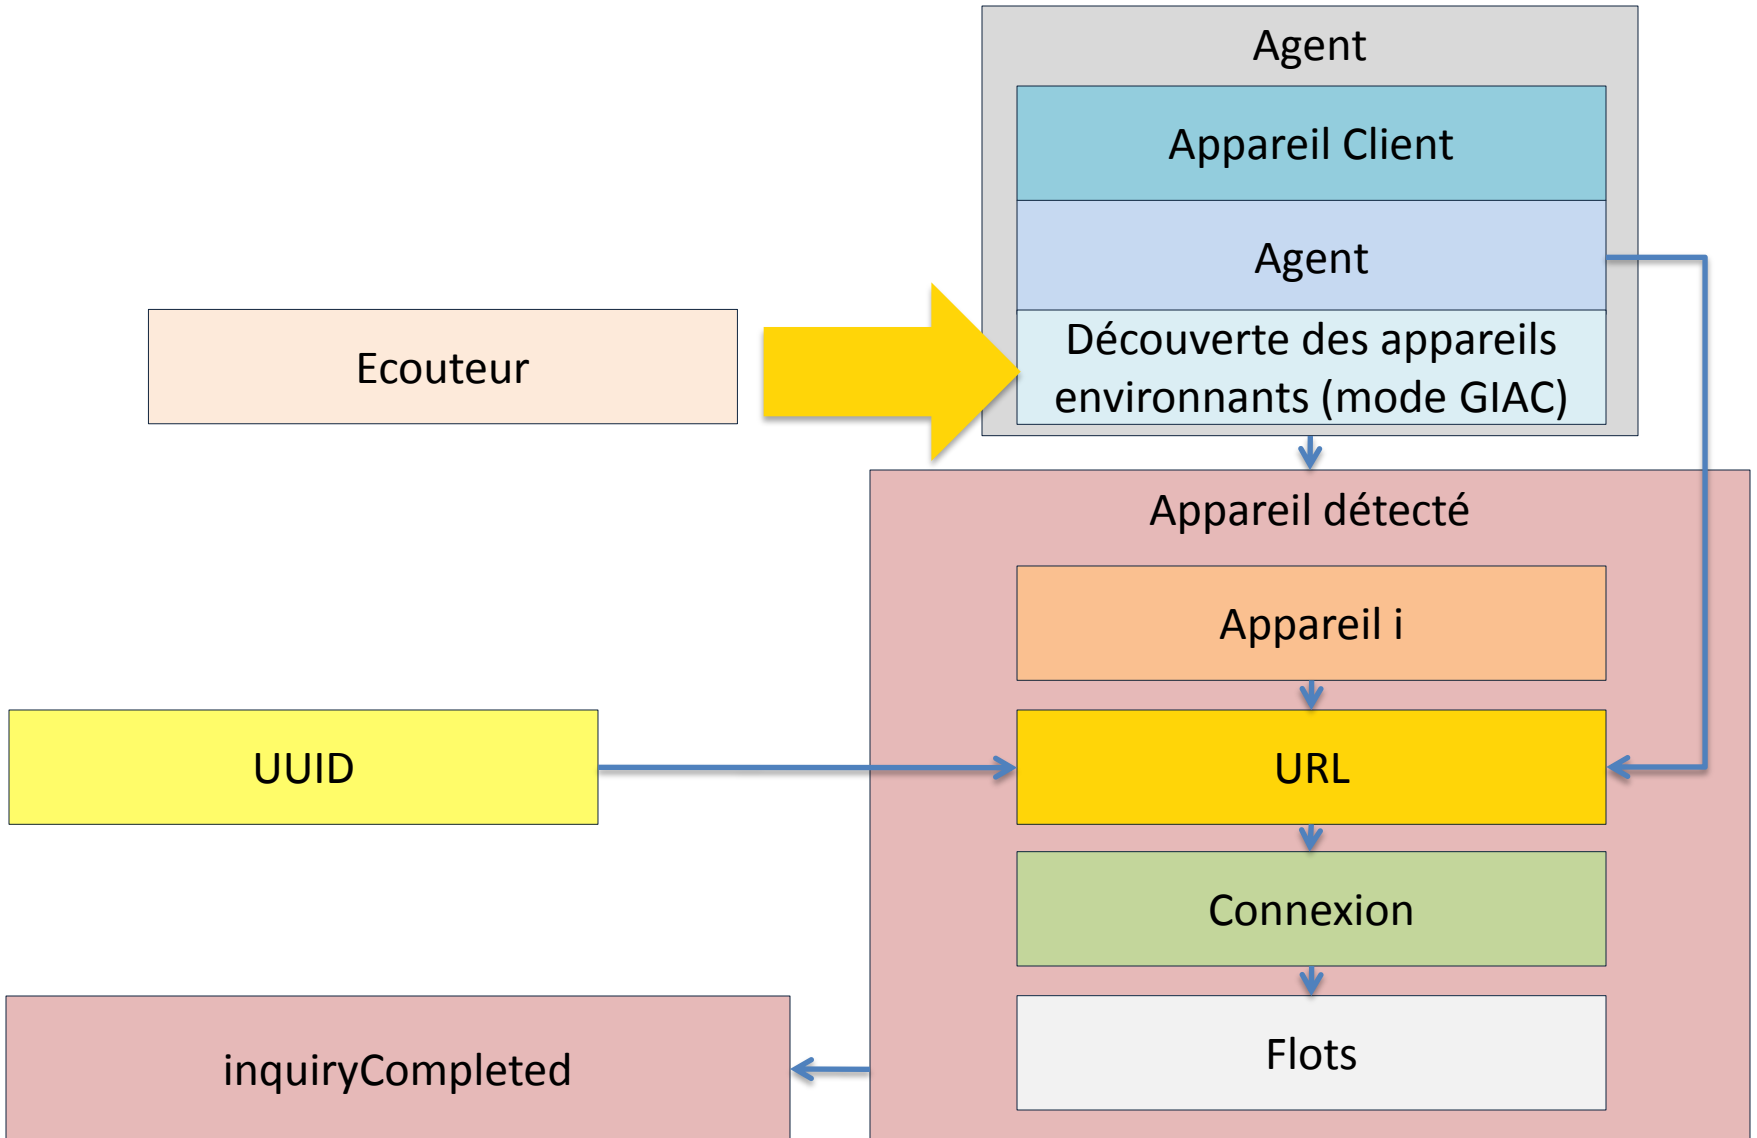 Agent
Appareil Client
Agent
Ecouteur
Découverte des appareils
environnants (mode GIAC)
Appareil détecté
Appareil i
UUID
URL
Connexion
inquiryCompleted
Flots